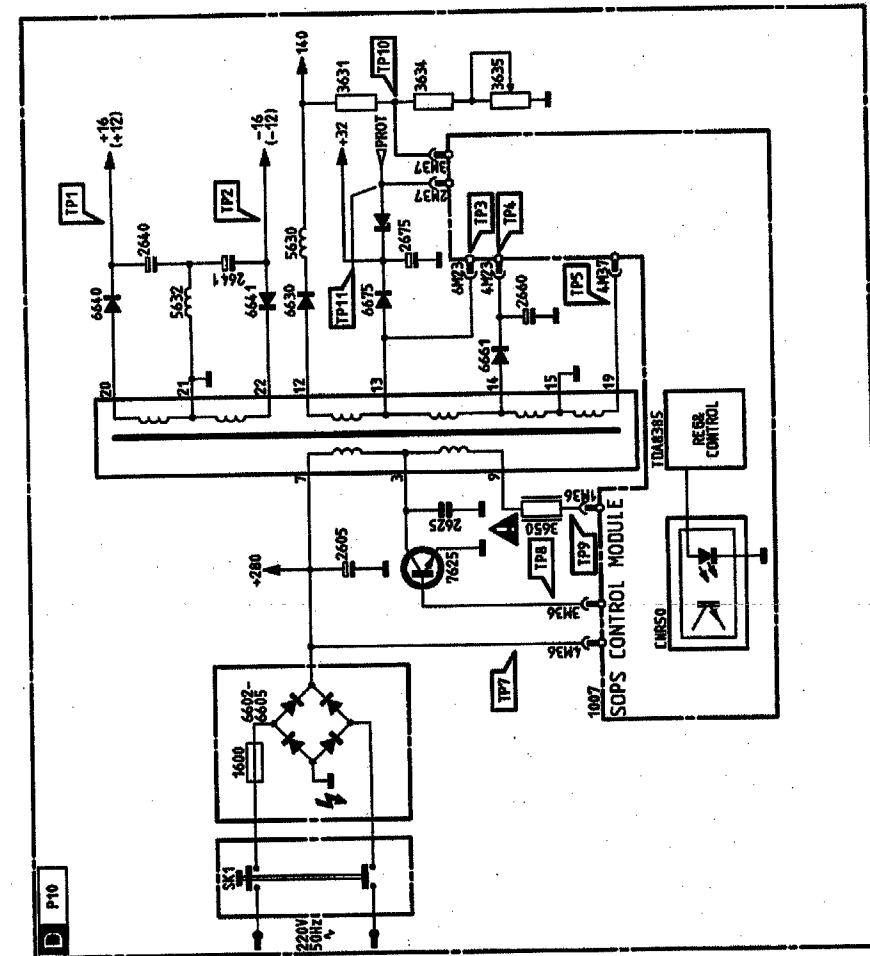 D P10
220V
50HZ
~
SK1
1600
6602-
6605
+280
2605
7
3
9
2625
7625
3650
4M36
3M36
1M36
TP7
TP8
TP9
1007
SOPS CONTROL MODULE
CNR50
TDA8385
REG&
CONTROL
20
21
22
12
13
14
15
19
6640
5632
6641
6630
6675
6661
2640
2641
5630
2675
2660
TP1
TP2
TP11
TP3
TP4
TP5
TP10
6M23
4M23
4M37
2M37
3M37
+16
(+12)
-16
(-12)
140
+32
PROT
3631
3634
3635